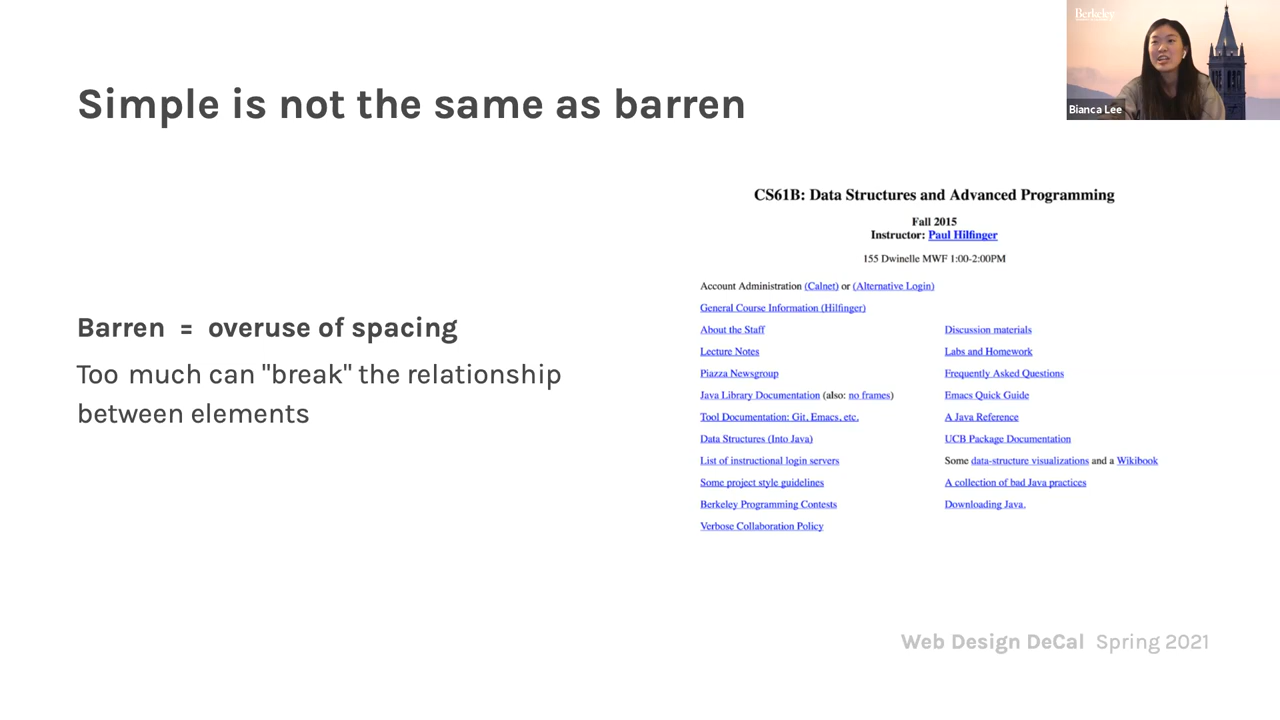 Berkeley
Bianca Lee
Simple is not the same as barren
Barren = overuse of spacing
Too much can "break" the relationship
between elements
CS61B: Data Structures and Advanced Programming
Fall 2015
Instructor: Paul Hilfinger
155 Dwinelle MWF 1:00-2:00PM
Account Administration (Calnet) or (Alternative Login)
General Course Information (Hilfinger)
About the Staff
Lecture Notes
Piazza Newsgroup
Java Library Documentation (also: no frames)
Tool Documentation: Git, Emacs, etc.
Data Structures (Into Java)
List of instructional login servers
Some project style guidelines
Berkeley Programming Contests
Verbose Collaboration Policy
Discussion materials
Labs and Homework
Frequently Asked Questions
Emacs Quick Guide
A Java Reference
UCB Package Documentation
Some data-structure visualizations and a Wikibook
A collection of bad Java practices
Downloading Java.
Web Design DeCal Spring 2021